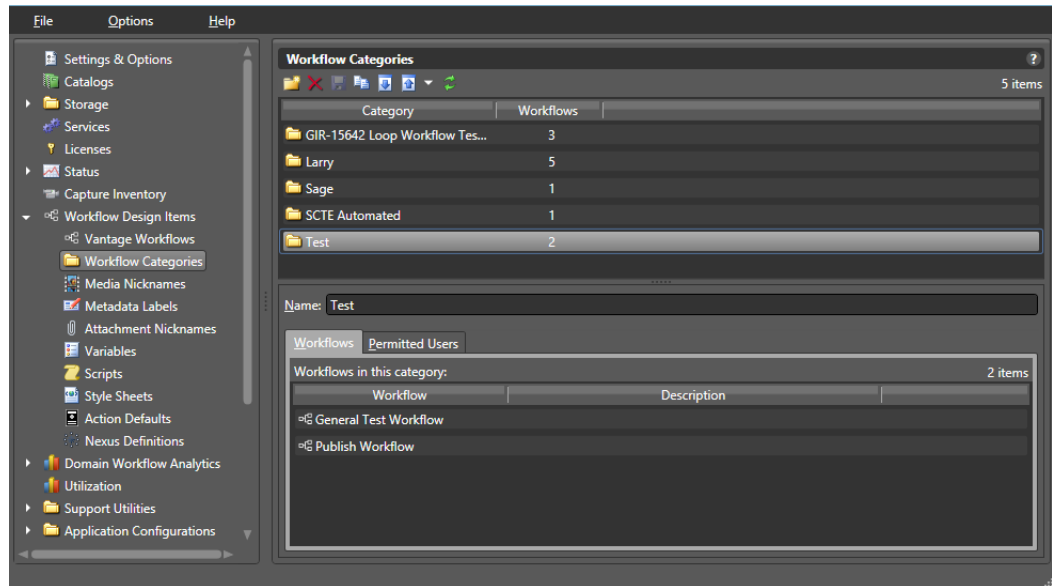 File Options Help
Settings & Options
Catalogs
Storage
Services
Licenses
Status
Capture Inventory
Workflow Design Items
Vantage Workflows
Workflow Categories
Media Nicknames
Metadata Labels
Attachment Nicknames
Variables
Scripts
Style Sheets
Action Defaults
Nexus Definitions
Domain Workflow Analytics
Utilization
Support Utilities
Application Configurations
Workflow Categories ?
5 items
Category Workflows
GIR-15642 Loop Workflow Tes... 3
Larry 5
Sage 1
SCTE Automated 1
Test 2
Name: Test
Workflows Permitted Users
Workflows in this category: 2 items
Workflow Description
General Test Workflow
Publish Workflow